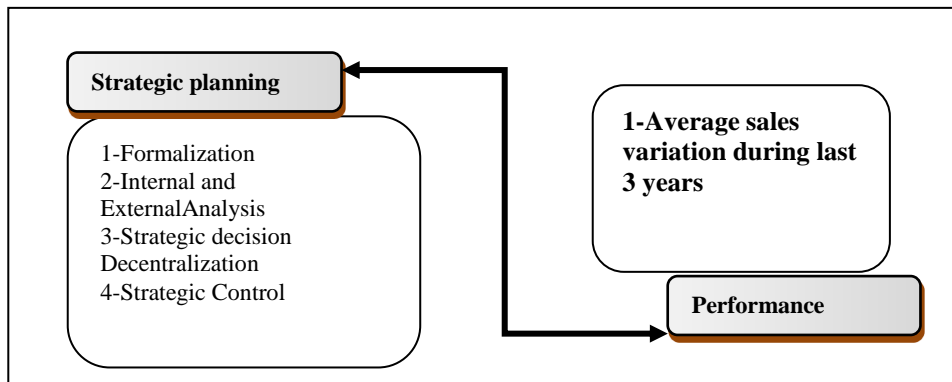 Strategic planning
1-Formalization
2-Internal and
ExternalAnalysis
3-Strategic decision
Decentralization
4-Strategic Control
1-Average sales
variation during last
3 years
Performance